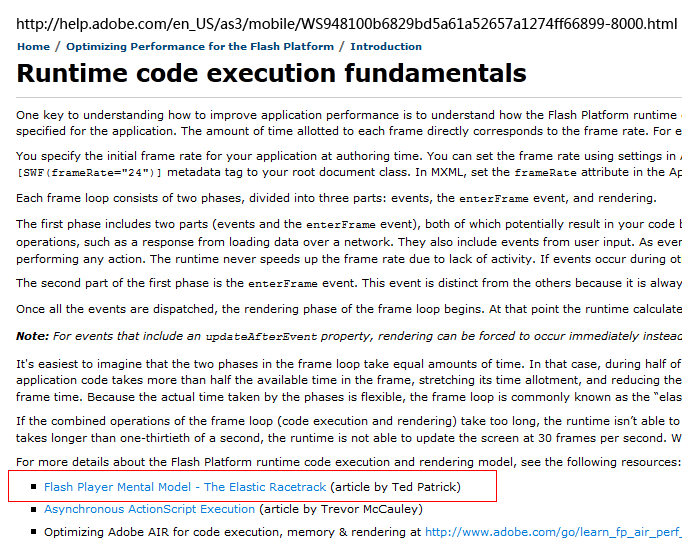 http://help.adobe.com/en_US/as3/mobile/WS948100b6829bd5a61a52657a1274ff66899-8000.html
Home / Optimizing Performance for the Flash Platform / Introduction
Runtime code execution fundamentals
One key to understanding how to improve application performance is to understand how the Flash Platform runtime
specified for the application. The amount of time allotted to each frame directly corresponds to the frame rate. For e
You specify the initial frame rate for your application at authoring time. You can set the frame rate using settings in
[SWF(frameRate="24")] metadata tag to your root document class. In MXML, set the frameRate attribute in the Ap
Each frame loop consists of two phases, divided into three parts: events, the enterFrame event, and rendering.
The first phase includes two parts (events and the enterFrame event), both of which potentially result in your code b
operations, such as a response from loading data over a network. They also include events from user input. As even
performing any action. The runtime never speeds up the frame rate due to lack of activity. If events occur during ot
The second part of the first phase is the enterFrame event. This event is distinct from the others because it is alway
Once all the events are dispatched, the rendering phase of the frame loop begins. At that point the runtime calculate
Note: For events that include an updateAfterEvent property, rendering can be forced to occur immediately instead
It's easiest to imagine that the two phases in the frame loop take equal amounts of time. In that case, during half of
application code takes more than half the available time in the frame, stretching its time allotment, and reducing the
frame time. Because the actual time taken by the phases is flexible, the frame loop is commonly known as the “elas
If the combined operations of the frame loop (code execution and rendering) take too long, the runtime isn’t able to
takes longer than one-thirtieth of a second, the runtime is not able to update the screen at 30 frames per second. W
For more details about the Flash Platform runtime code execution and rendering model, see the following resources:
Flash Player Mental Model - The Elastic Racetrack (article by Ted Patrick)
Asynchronous ActionScript Execution (article by Trevor McCauley)
Optimizing Adobe AIR for code execution, memory & rendering at http://www.adobe.com/go/learn_fp_air_perf_